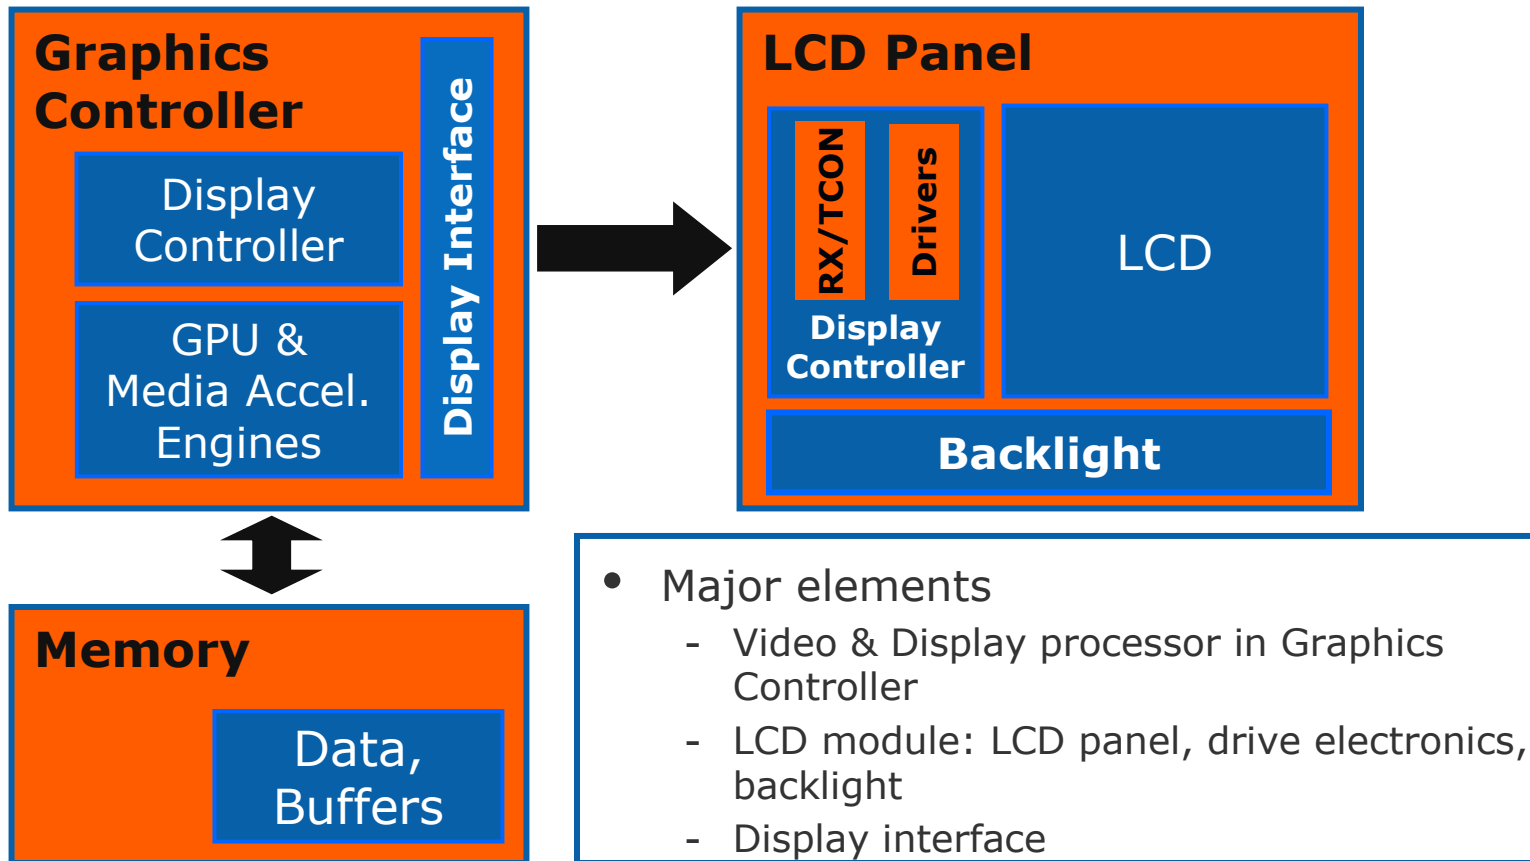 Graphics
Controller
Display
Controller
GPU &
Media Accel.
Engines
Display Interface
LCD Panel
RX/TCON
Drivers
Display
Controller
LCD
Backlight
Memory
Data,
Buffers
• Major elements
- Video & Display processor in Graphics
Controller
- LCD module: LCD panel, drive electronics,
backlight
- Display interface